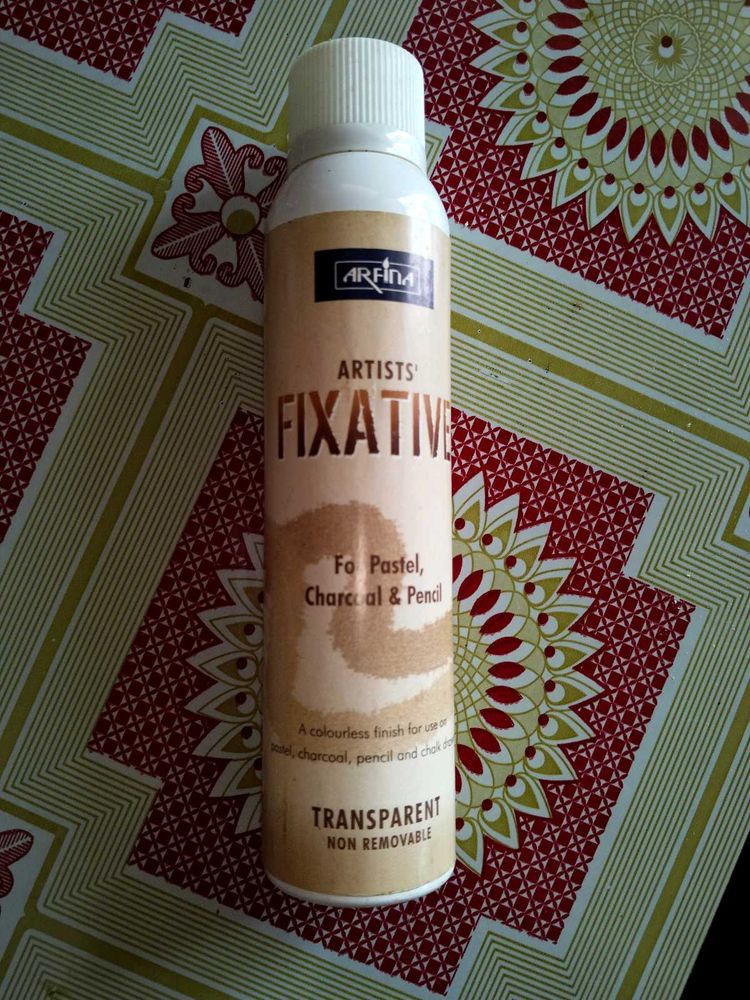 ARFINA
ARTISTS'
FIXATIVE
For Pastel,
Charcoal & Pencil
A colourless finish for use on
pastel, charcoal, pencil and chalk
TRANSPARENT
NON REMOVABLE